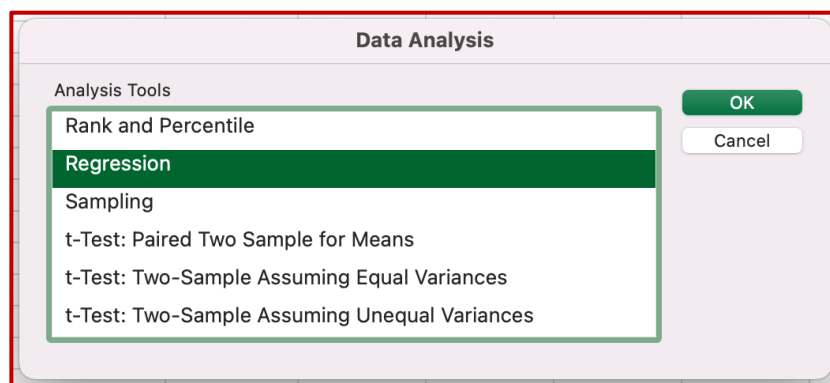 Data Analysis
Analysis Tools
OK
Rank and Percentile
Cancel
Regression
Sampling
t-Test: Paired Two Sample for Means
t-Test: Two-Sample Assuming Equal Variances
t-Test: Two-Sample Assuming Unequal Variances